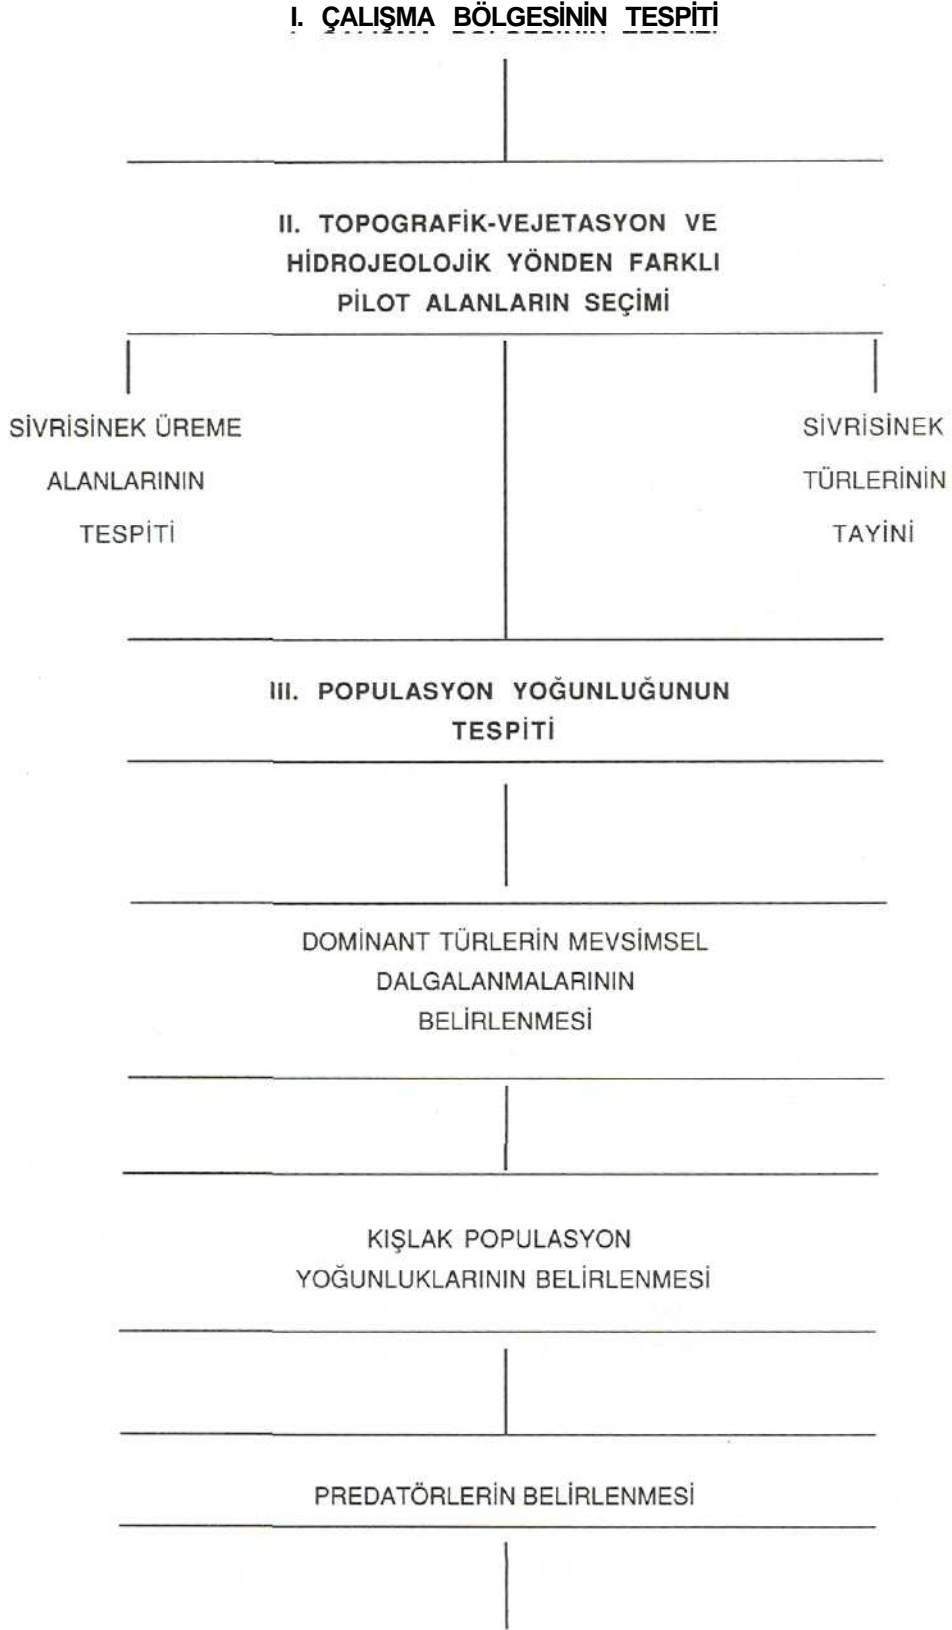 I. ÇALIŞMA BÖLGESİNİN TESPİTİ
II. TOPOGRAFİK-VEJETASYON VE
HİDROJEOLOJİK YÖNDEN FARKLI
PİLOT ALANLARIN SEÇİMİ
SİVRİSİNEK ÜREME
ALANLARININ
TESPİTİ
SİVRİSİNEK
TÜRLERİNİN
TAYİNİ
III. POPULASYON YOĞUNLUĞUNUN
TESPİTİ
DOMİNANT TÜRLERİN MEVSİMSEL
DALGALANMALARININ
BELİRLENMESİ
KIŞLAK POPULASYON
YOĞUNLUKLARININ BELİRLENMESİ
PREDATÖRLERİN BELİRLENMESİ